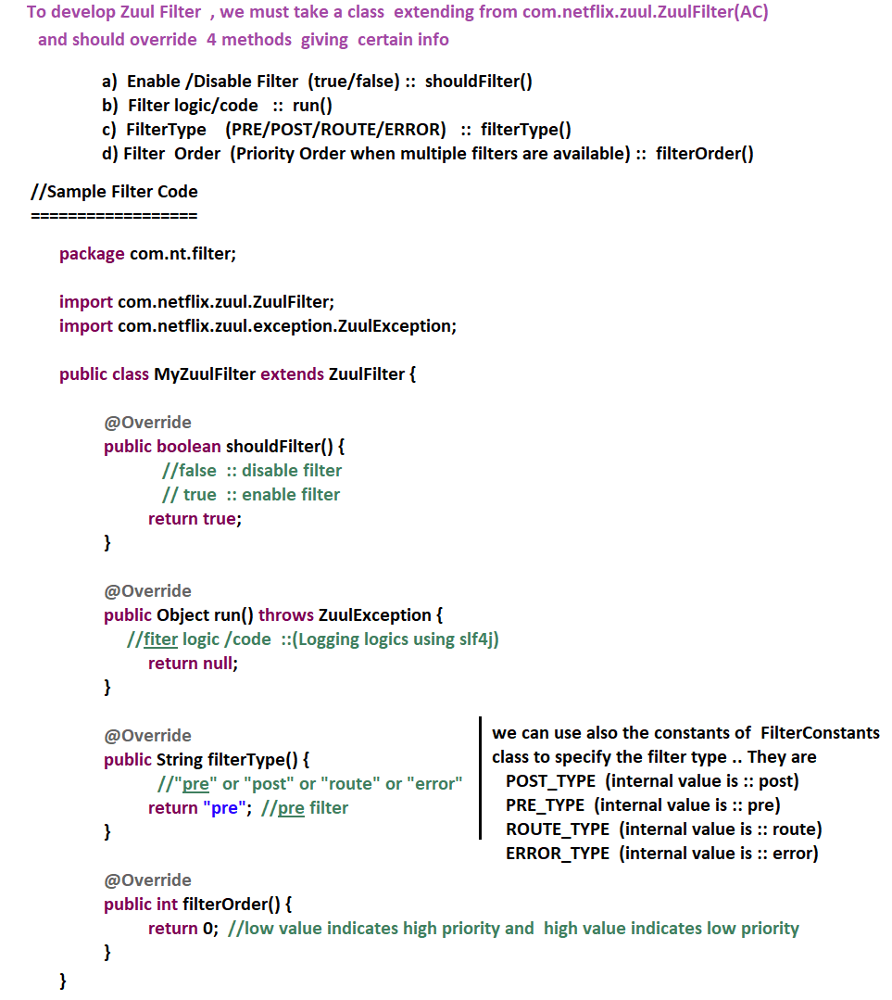 To develop Zuul Filter , we must take a class extending from com.netflix.zuul.ZuulFilter(AC)
and should override 4 methods giving certain info
a) Enable /Disable Filter (true/false) :: shouldFilter()
b) Filter logic/code :: run()
c) FilterType (PRE/POST/ROUTE/ERROR) :: filterType()
d) Filter Order (Priority Order when multiple filters are available) :: filterOrder()
//Sample Filter Code
==================
package com.nt.filter;
import com.netflix.zuul.ZuulFilter;
import com.netflix.zuul.exception.ZuulException;
public class MyZuulFilter extends ZuulFilter {
@Override
public boolean shouldFilter() {
//false :: disable filter
// true :: enable filter
return true;
}
@Override
public Object run() throws ZuulException {
//fiter logic /code ::(Logging logics using slf4j)
return null;
}
@Override
public String filterType() {
//"pre" or "post" or "route" or "error"
return "pre"; //pre filter
}
we can use also the constants of FilterConstants
class to specify the filter type .. They are
POST_TYPE (internal value is :: post)
PRE_TYPE (internal value is :: pre)
ROUTE_TYPE (internal value is :: route)
ERROR_TYPE (internal value is :: error)
@Override
public int filterOrder() {
return 0; //low value indicates high priority and high value indicates low priority
}
}